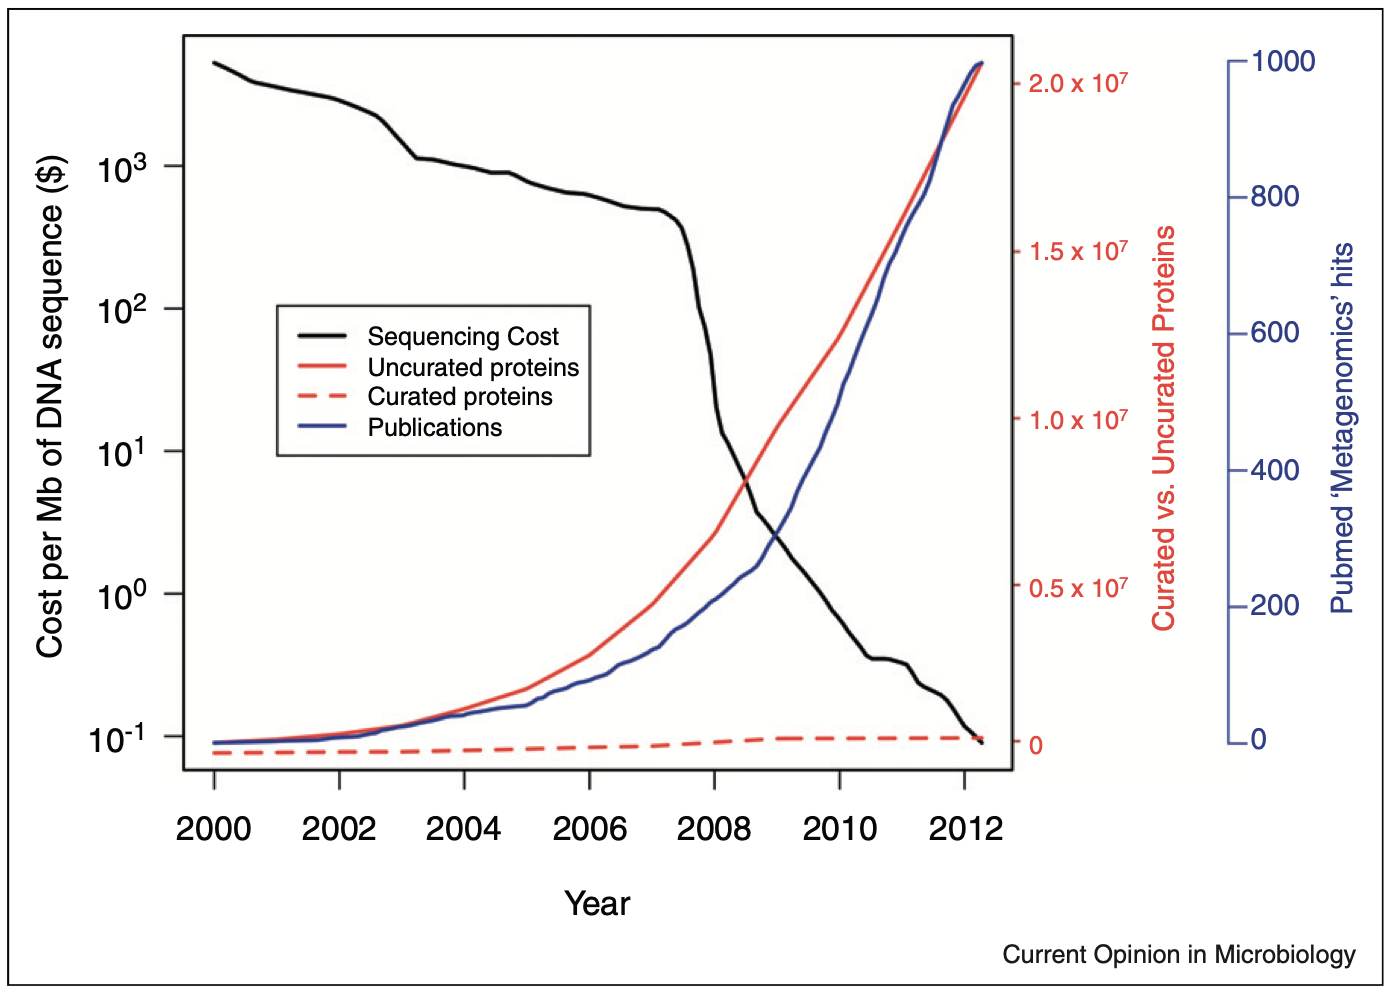 Cost per Mb of DNA sequence ($)
10³
10²
10¹
10⁰
10⁻¹
Sequencing Cost
Uncurated proteins
Curated proteins
Publications
2.0 x 10⁷
1.5 x 10⁷
1.0 x 10⁷
0.5 x 10⁷
0
Curated vs. Uncurated Proteins
1000
800
600
400
200
0
Pubmed ‘Metagenomics’ hits
2000 2002 2004 2006 2008 2010 2012
Year
Current Opinion in Microbiology